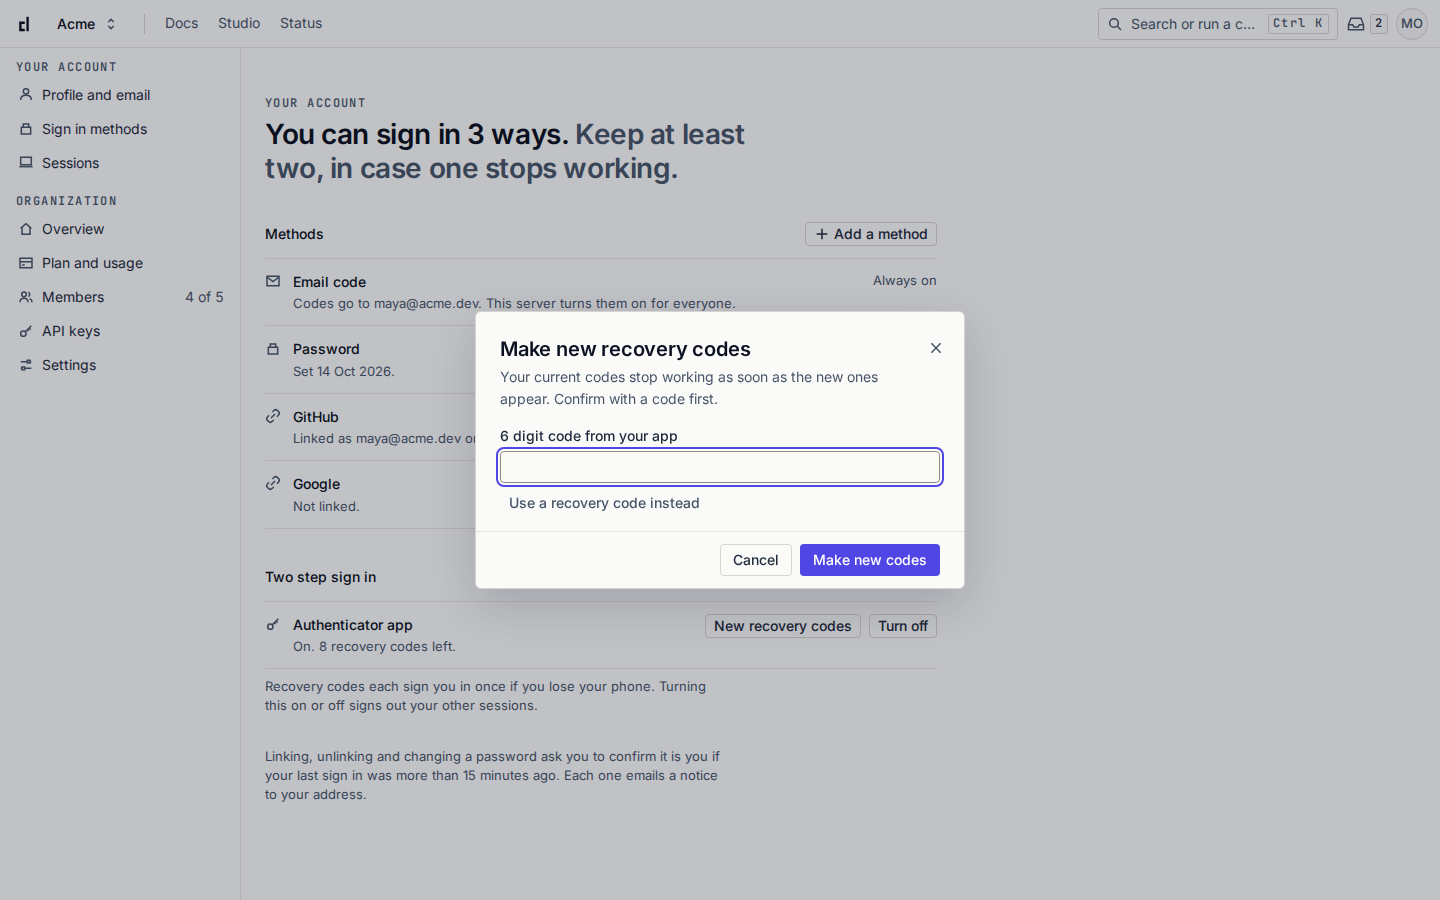 Acme
Docs
Studio
Status
Search or run a c...
Ctrl K
2
MO
YOUR ACCOUNT
Profile and email
Sign in methods
Sessions
ORGANIZATION
Overview
Plan and usage
Members
4 of 5
API keys
Settings
YOUR ACCOUNT
You can sign in 3 ways. Keep at least
two, in case one stops working.
Methods
Add a method
Email code
Always on
Codes go to maya@acme.dev. This server turns them on for everyone.
Password
Set 14 Oct 2026.
GitHub
Linked as maya@acme.dev
Google
Not linked.
Make new recovery codes
Your current codes stop working as soon as the new ones
appear. Confirm with a code first.
6 digit code from your app
Use a recovery code instead
Cancel
Make new codes
Two step sign in
Authenticator app
New recovery codes
Turn off
On. 8 recovery codes left.
Recovery codes each sign you in once if you lose your phone. Turning
this on or off signs out your other sessions.
Linking, unlinking and changing a password ask you to confirm it is you if
your last sign in was more than 15 minutes ago. Each one emails a notice
to your address.